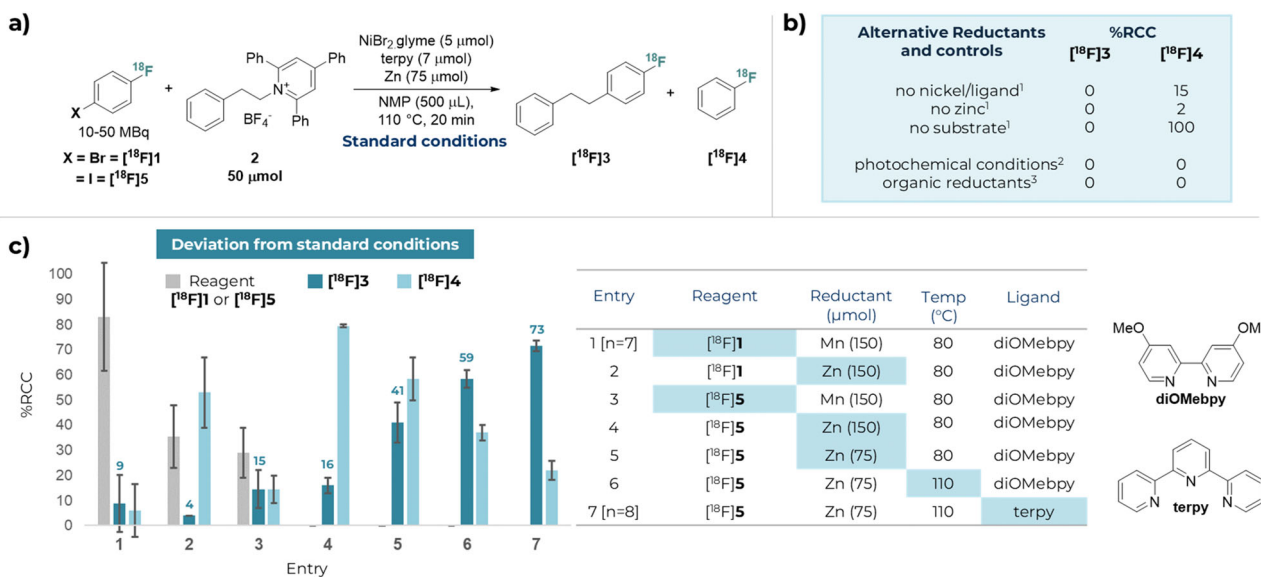 a)
NiBr2.glyme (5 μmol)
terpy (7 μmol)
Zn (75 μmol)
NMP (500 μL),
110 °C, 20 min
Standard conditions
18F
X
10-50 MBq
X = Br = [18F]1
= I = [18F]5
+
Ph
Ph
N+
Ph
BF4-
2
50 μmol
18F
[18F]3
+
18F
[18F]4
b)
Alternative Reductants and controls %RCC
[18F]3 [18F]4
no nickel/ligand1 0 15
no zinc1 0 2
no substrate1 0 100
photochemical conditions2 0 0
organic reductants3 0 0
c)
Deviation from standard conditions
Reagent [18F]1 or [18F]5
[18F]3
[18F]4
%RCC
100
90
80
70
60
50
40
30
20
10
0
9
4
15
16
41
59
73
1 2 3 4 5 6 7
Entry
Entry Reagent Reductant (μmol) Temp (°C) Ligand
1 [n=7] [18F]1 Mn (150) 80 diOMebpy
2 [18F]1 Zn (150) 80 diOMebpy
3 [18F]5 Mn (150) 80 diOMebpy
4 [18F]5 Zn (150) 80 diOMebpy
5 [18F]5 Zn (75) 80 diOMebpy
6 [18F]5 Zn (75) 110 diOMebpy
7 [n=8] [18F]5 Zn (75) 110 terpy
MeO
OM
N N
diOMebpy
N N N
terpy